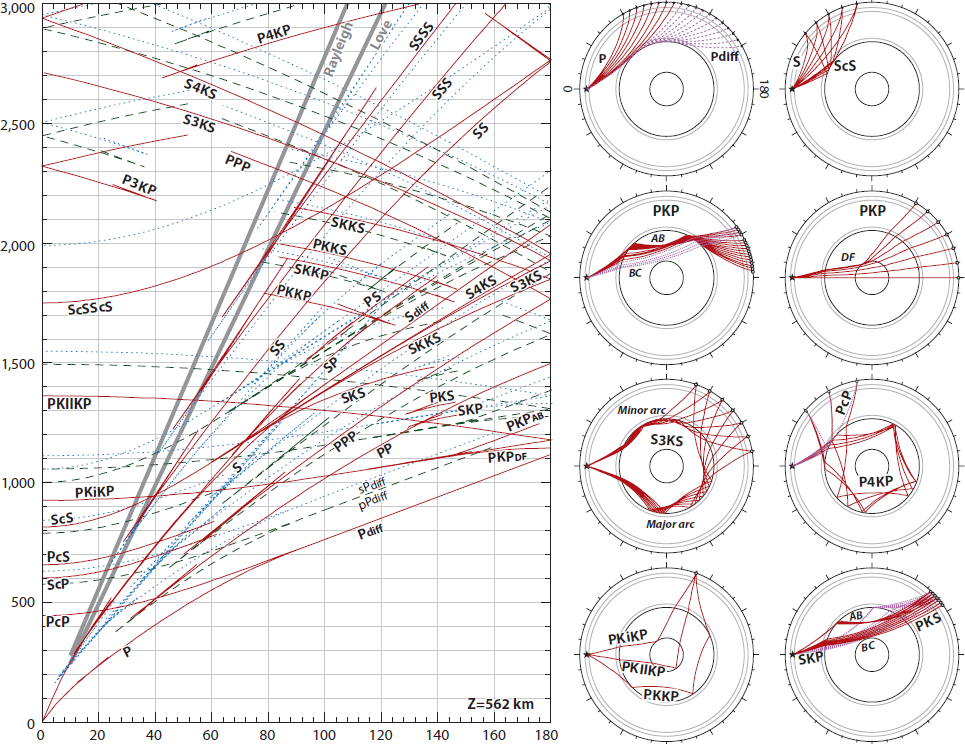 3,000
2,500
2,000
1,500
1,000
500
0
0
20
40
60
80
100
120
140
160
180
P4KP
Rayleigh
Love
SSSS
SSS
SS
S4KS
S3KS
PPP
P3KP
SKKS
PKKS
SKKP
PKKP
S4KS
S3KS
PS
Sdiff
ScSScS
SS
SP
SKKS
SKS
PKS
SKP
PKPAB
PKIIKP
PPP
PP
S
PKPDF
PKiKP
sPdiff
pPdiff
ScS
Pdiff
PcS
ScP
PcP
P
Z=562 km
P
Pdiff
0
180
S
ScS
PKP
AB
BC
PKP
DF
Minor arc
S3KS
Major arc
PcP
P4KP
PKiKP
PKIIKP
PKKP
AB
BC
SKP
PKS